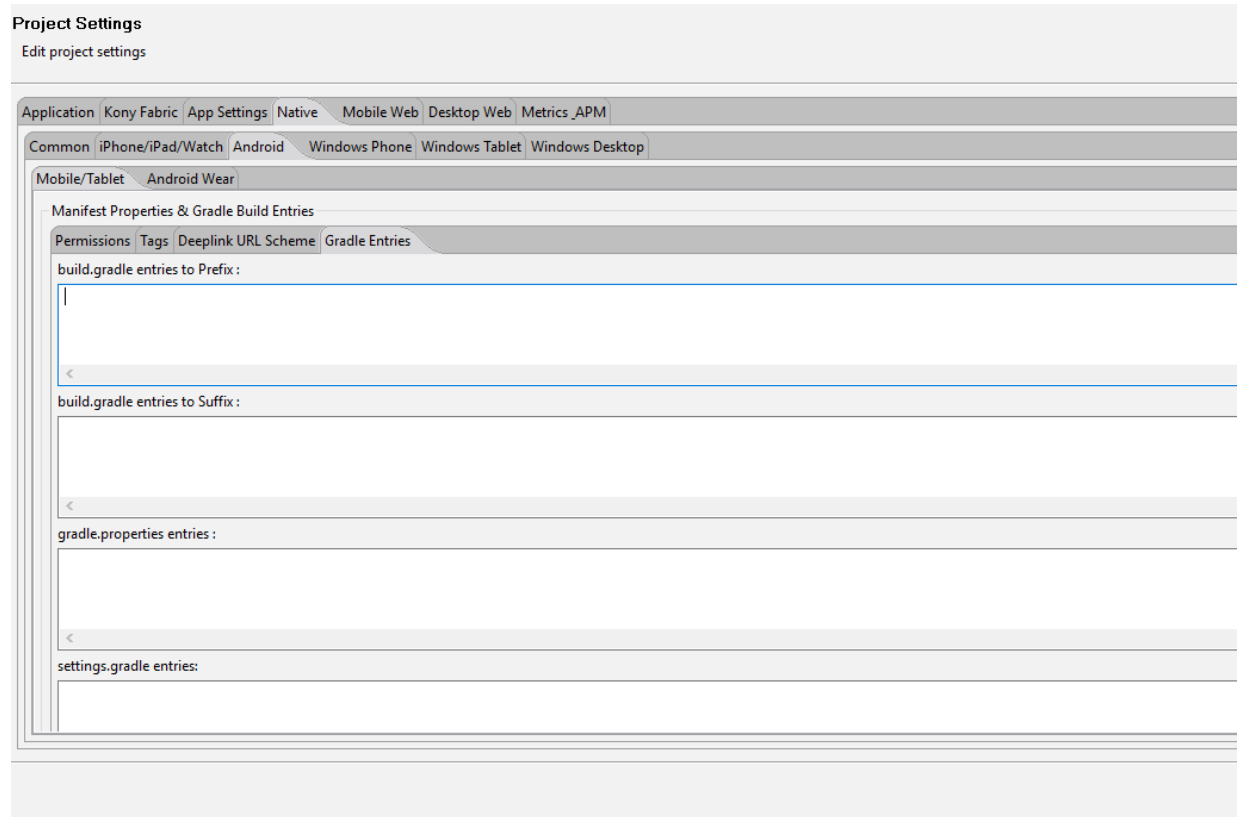 Project Settings
Edit project settings
Application Kony Fabric App Settings Native Mobile Web Desktop Web Metrics_APM
Common iPhone/iPad/Watch Android Windows Phone Windows Tablet Windows Desktop
Mobile/Tablet Android Wear
Manifest Properties & Gradle Build Entries
Permissions Tags Deeplink URL Scheme Gradle Entries
build.gradle entries to Prefix :
build.gradle entries to Suffix :
gradle.properties entries :
settings.gradle entries: